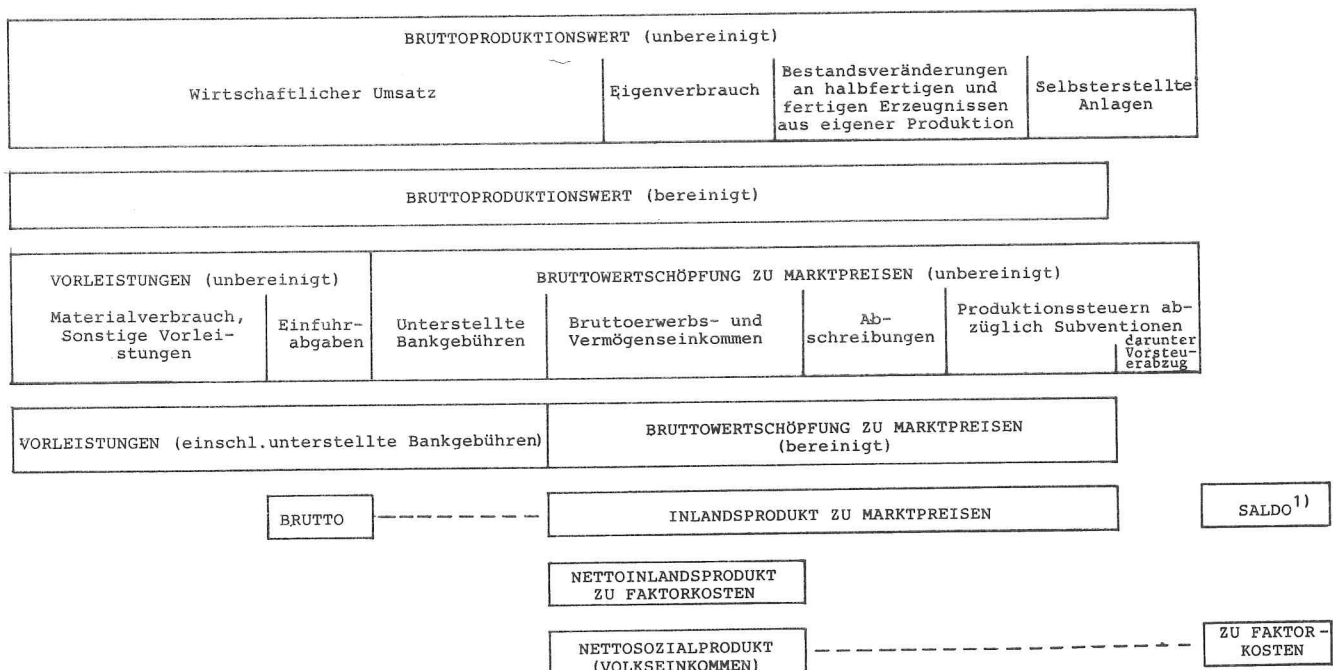 BRUTTOPRODUKTIONSWERT (unbereinigt)
Wirtschaftlicher Umsatz
Eigenverbrauch
Bestandsveränderungen
an halbfertigen und
fertigen Erzeugnissen
aus eigener Produktion
Selbsterstellte
Anlagen
BRUTTOPRODUKTIONSWERT (bereinigt)
VORLEISTUNGEN (unbereinigt)
BRUTTOWERTSCHÖPFUNG ZU MARKTPREISEN (unbereinigt)
Materialverbrauch,
Sonstige Vorlei-
stungen
Einfuhr-
abgaben
Unterstellte
Bankgebühren
Bruttoerwerbs- und
Vermögenseinkommen
Ab-
schreibungen
Produktionssteuern ab-
züglich Subventionen
darunter
Vorsteu-
erabzug
VORLEISTUNGEN (einschl.unterstellte Bankgebühren)
BRUTTOWERTSCHÖPFUNG ZU MARKTPREISEN
(bereinigt)
BRUTTO
INLANDSPRODUKT ZU MARKTPREISEN
SALDO1)
NETTOINLANDSPRODUKT
ZU FAKTORKOSTEN
NETTOSOZIALPRODUKT
(VOLKSEINKOMMEN)
ZU FAKTOR-
KOSTEN